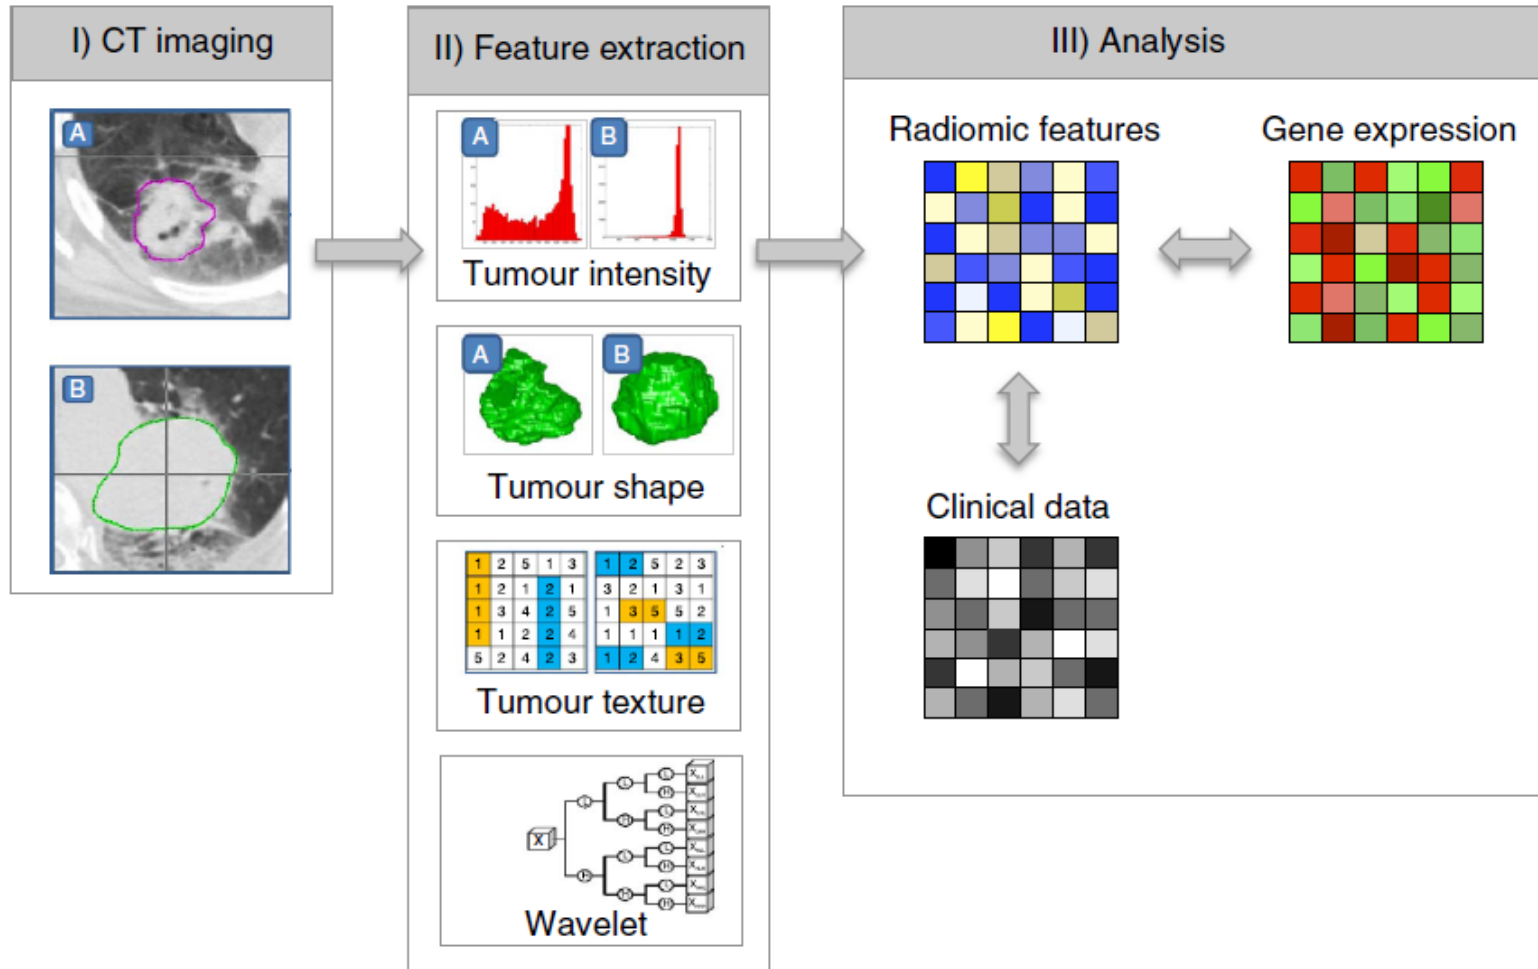 I) CT imaging
A
B
II) Feature extraction
A B
Tumour intensity
A B
Tumour shape
1 2 5 1 3
1 2 1 2 1
1 3 4 2 5
1 1 2 2 4
5 2 4 2 3
1 2 5 2 3
3 2 1 3 1
1 3 5 5 2
1 1 1 1 2
1 2 4 3 5
Tumour texture
X
L
H
L
H
L
H
L
H
L
H
L
H
L
H
Wavelet
III) Analysis
Radiomic features
Gene expression
Clinical data